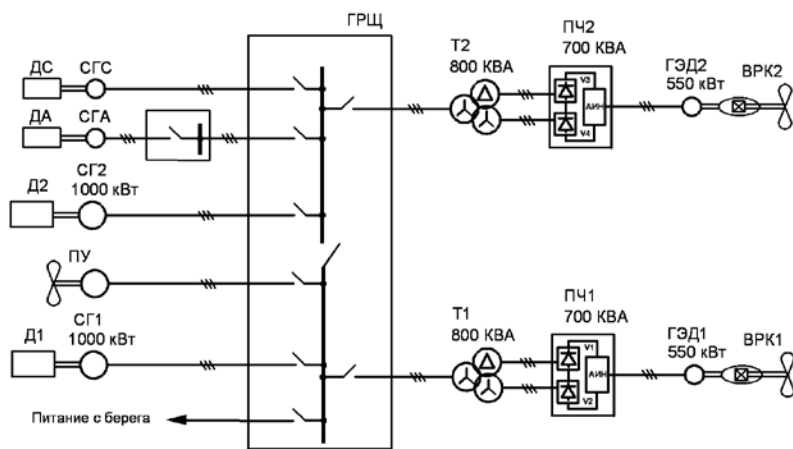 ГРЩ
Т2
800 КВА
ПЧ2
700 КВА
ГЭД2
550 кВт
ВРК2
V3
АИН
V4
ДС
СГС
ДА
СГА
Д2
СГ2
1000 кВт
ПУ
Д1
СГ1
1000 кВт
Питание с берега
Т1
800 КВА
ПЧ1
700 КВА
ГЭД1
550 кВт
ВРК1
V1
АИН
V2